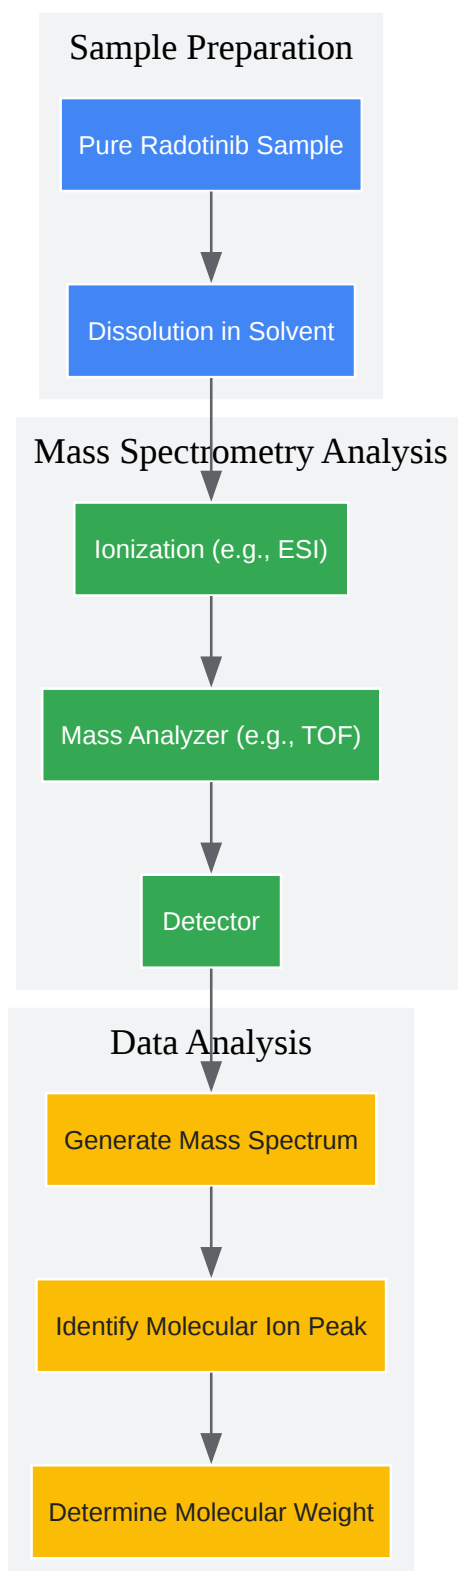 Sample Preparation
Pure Radotinib Sample
Dissolution in Solvent
Mass Spectrometry Analysis
Ionization (e.g., ESI)
Mass Analyzer (e.g., TOF)
Detector
Data Analysis
Generate Mass Spectrum
Identify Molecular Ion Peak
Determine Molecular Weight